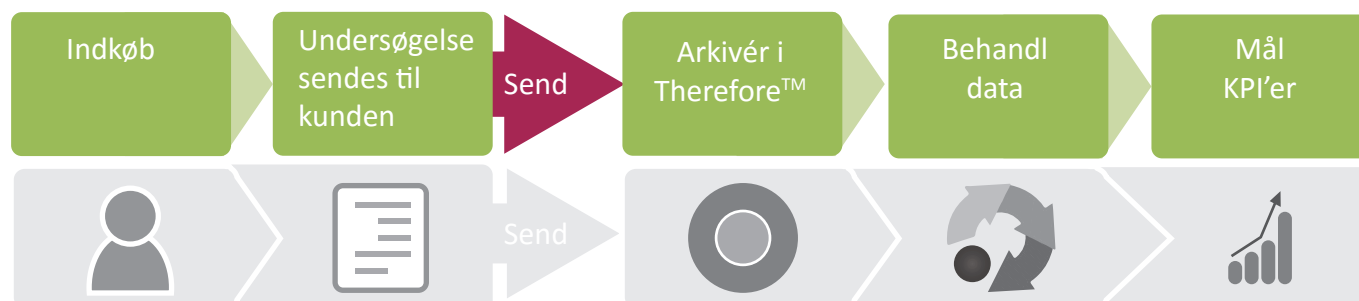 Indkøb
Undersøgelse
sendes til
kunden
Send
Arkivér i
Therefore™
Behandl
data
Mål
KPI’er
Send